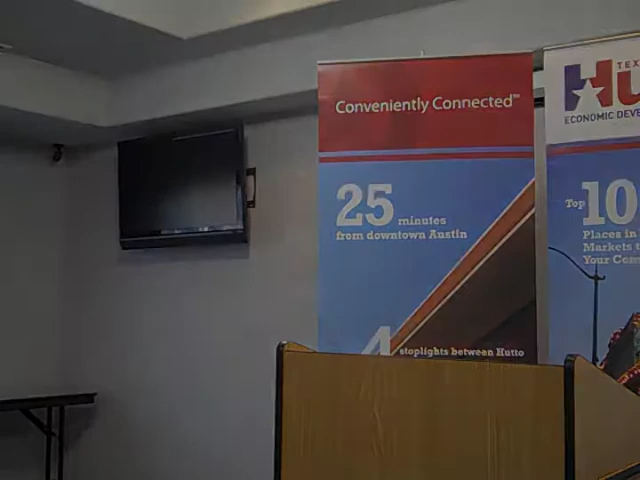 Conveniently Connected™
25 minutes
from downtown Austin
4 stoplights between Hutto
TEX
Hu
ECONOMIC DEVE
Top 10
Places in
Markets t
Your Com